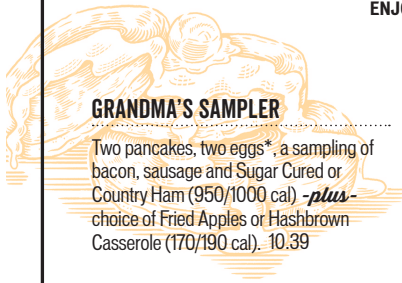 ENJO
GRANDMA'S SAMPLER
Two pancakes, two eggs*, a sampling of
bacon, sausage and Sugar Cured or
Country Ham (950/1000 cal) -plus-
choice of Fried Apples or Hashbrown
Casserole (170/190 cal). 10.39